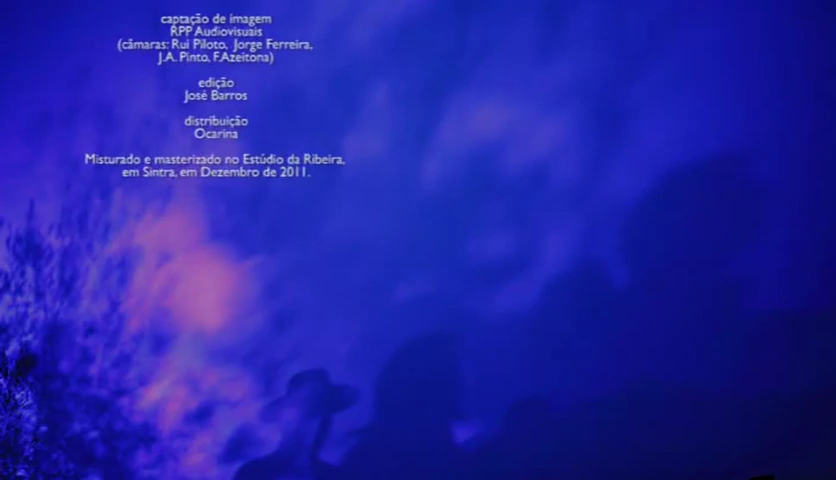 captação de imagem
RPP Audiovisuais
(câmaras: Rui Piloto, Jorge Ferreira,
J.A. Pinto, F.Azeitona)
edição
José Barros
distribuição
Ocarina
Misturado e masterizado no Estúdio da Ribeira,
em Sintra, em Dezembro de 2011.